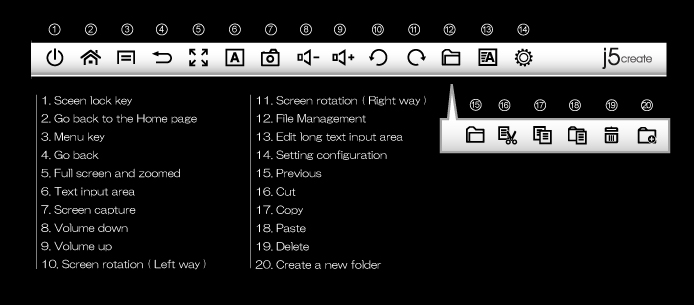 ① ② ③ ④ ⑤ ⑥ ⑦ ⑧ ⑨ ⑩ ⑪ ⑫ ⑬ ⑭
A A j5create
⑮ ⑯ ⑰ ⑱ ⑲ ⑳
1. Sceen lock key
2. Go back to the Home page
3. Menu key
4. Go back
5. Full screen and zoomed
6. Text input area
7. Screen capture
8. Volume down
9. Volume up
10. Screen rotation ( Left way )
11. Screen rotation ( Right way )
12. File Management
13. Edit long text input area
14. Setting configuration
15. Previous
16. Cut
17. Copy
18. Paste
19. Delete
20. Create a new folder